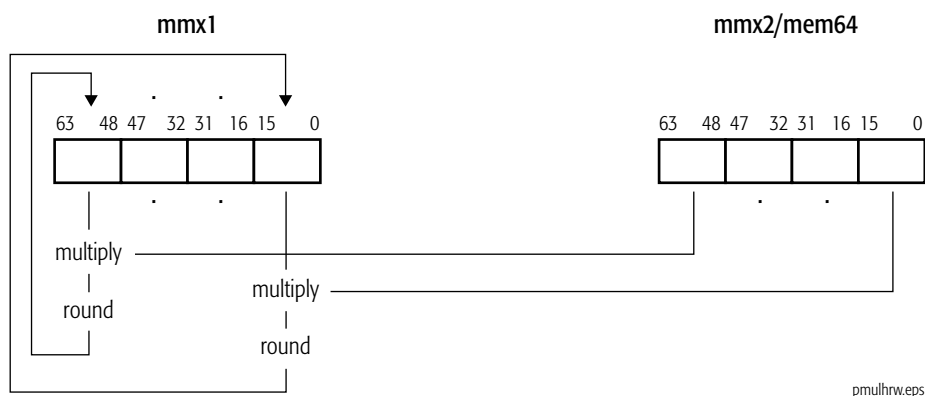 mmx1
mmx2/mem64
. .
63 48 47 32 31 16 15 0
63 48 47 32 31 16 15 0
. .
. .
multiply
multiply
round
round
pmulhrw.eps